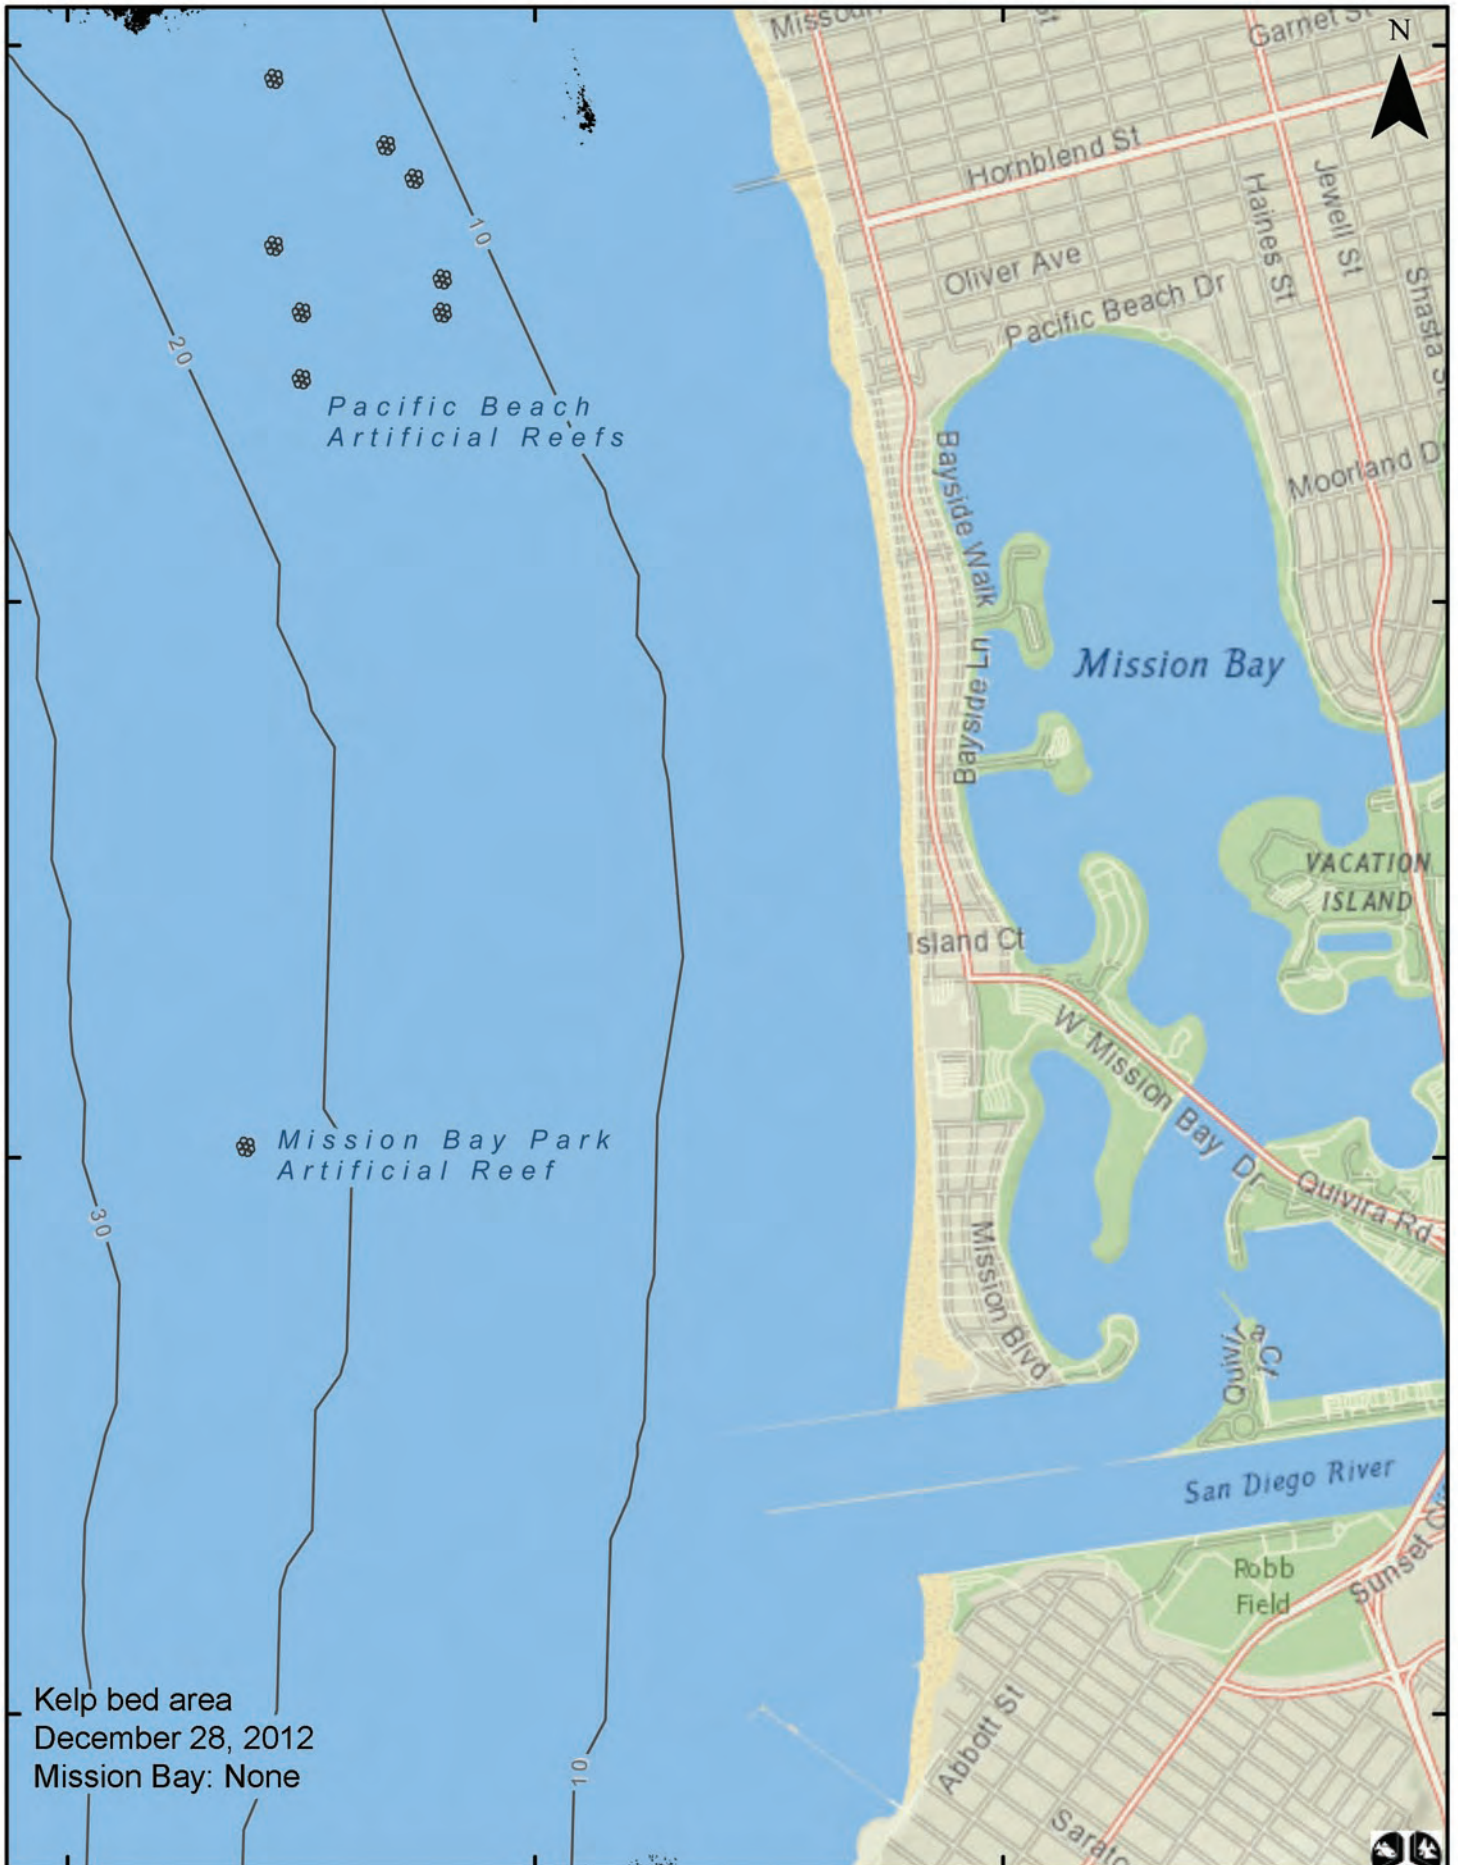 N
Garnet St
Hornblend St
Jewell St
Haines St
Oliver Ave
Pacific Beach Dr
10
20
Pacific Beach
Artificial Reefs
Bayside Walk
Moorland
Mission Bay
Bayside Ln
VACATION
ISLAND
Island Ct
W Mission Bay Dr
Mission Bay Park
Artificial Reef
Quivira Rd
30
Mission Blvd
Quivira Ct
San Diego River
Robb
Field
Sunset
Kelp bed area
December 28, 2012
Mission Bay: None
Abbott St
10